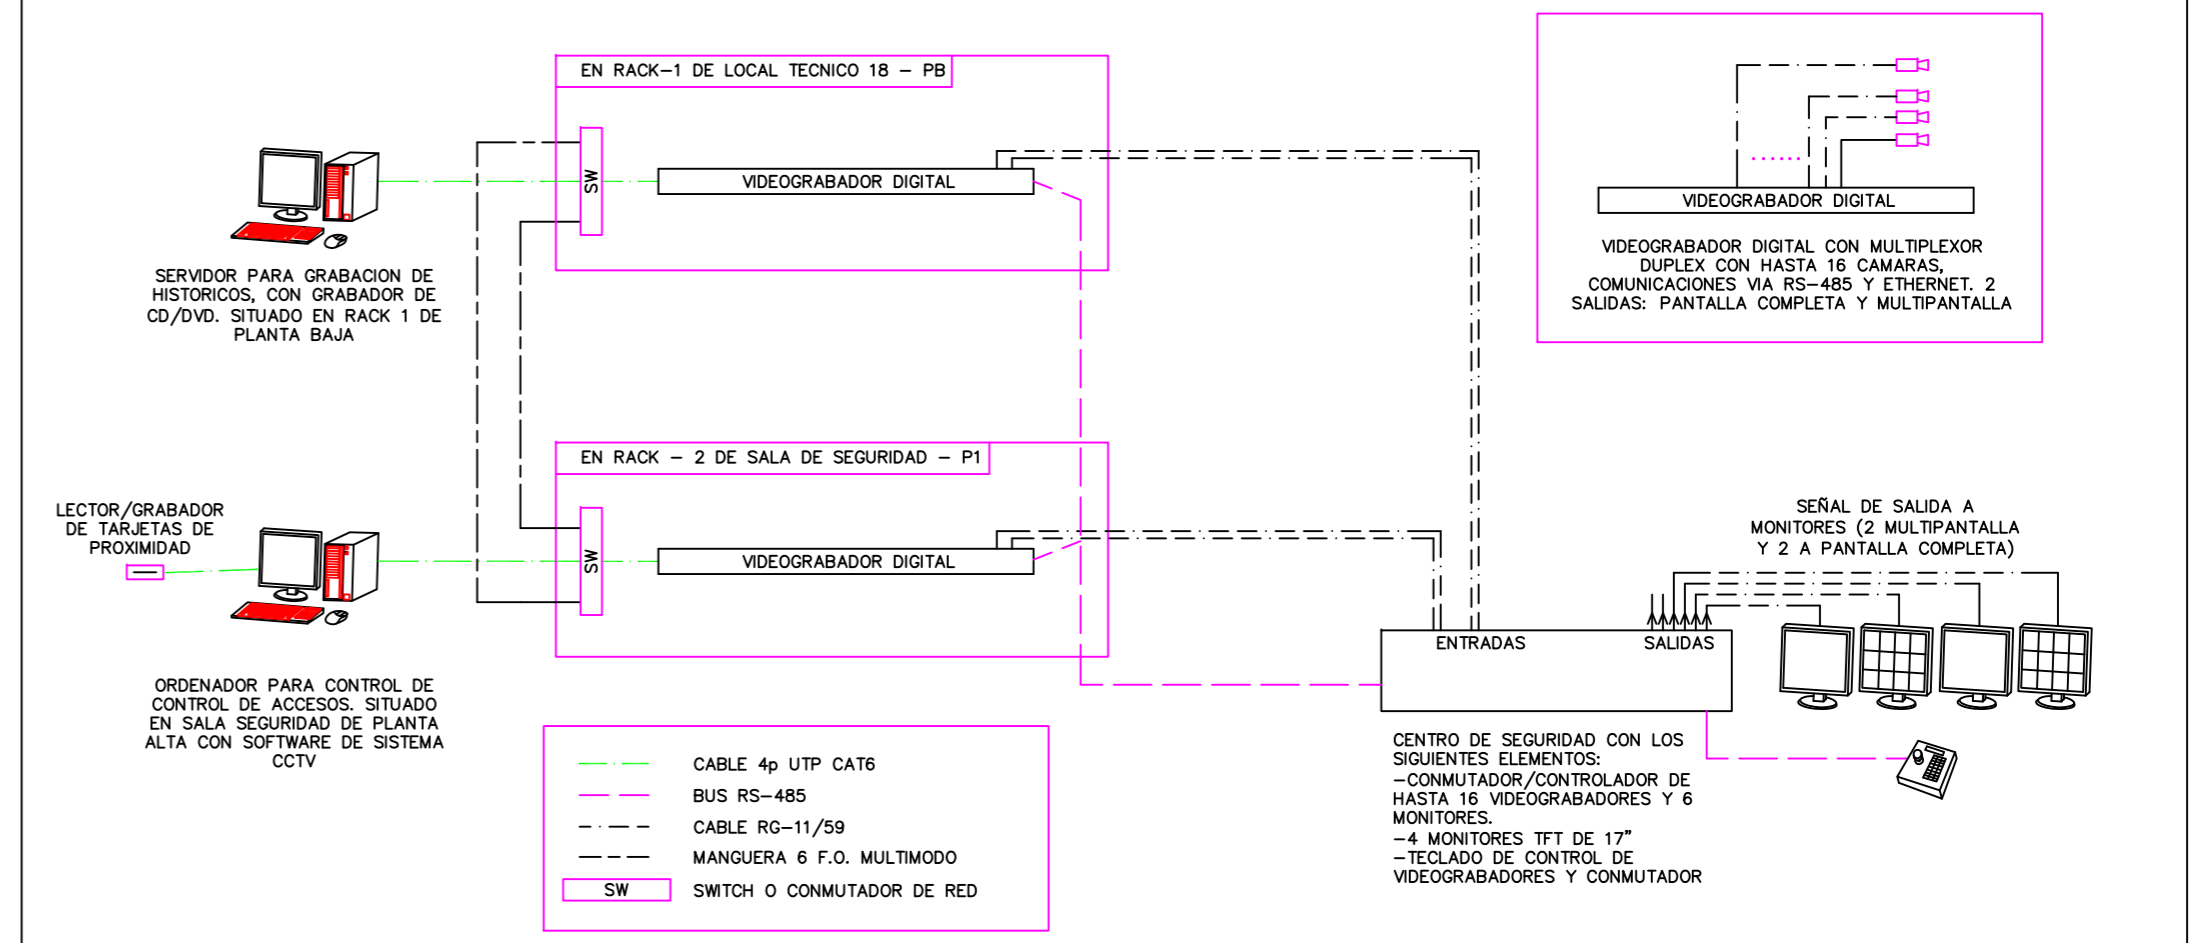 EN RACK-1 DE LOCAL TECNICO 18 - PB
SW
VIDEOGRABADOR DIGITAL
SERVIDOR PARA GRABACION DE
HISTORICOS, CON GRABADOR DE
CD/DVD. SITUADO EN RACK 1 DE
PLANTA BAJA
VIDEOGRABADOR DIGITAL
VIDEOGRABADOR DIGITAL CON MULTIPLEXOR
DUPLEX CON HASTA 16 CAMARAS,
COMUNICACIONES VIA RS-485 Y ETHERNET. 2
SALIDAS: PANTALLA COMPLETA Y MULTIPANTALLA
EN RACK - 2 DE SALA DE SEGURIDAD - P1
SW
VIDEOGRABADOR DIGITAL
LECTOR/GRABADOR
DE TARJETAS DE
PROXIMIDAD
ORDENADOR PARA CONTROL DE
CONTROL DE ACCESOS. SITUADO
EN SALA SEGURIDAD DE PLANTA
ALTA CON SOFTWARE DE SISTEMA
CCTV
SEÑAL DE SALIDA A
MONITORES (2 MULTIPANTALLA
Y 2 A PANTALLA COMPLETA)
ENTRADAS
SALIDAS
CENTRO DE SEGURIDAD CON LOS
SIGUIENTES ELEMENTOS:
-CONMUTADOR/CONTROLADOR DE
HASTA 16 VIDEOGRABADORES Y 6
MONITORES.
-4 MONITORES TFT DE 17"
-TECLADO DE CONTROL DE
VIDEOGRABADORES Y CONMUTADOR
CABLE 4p UTP CAT6
BUS RS-485
CABLE RG-11/59
MANGUERA 6 F.O. MULTIMODO
SW SWITCH O CONMUTADOR DE RED